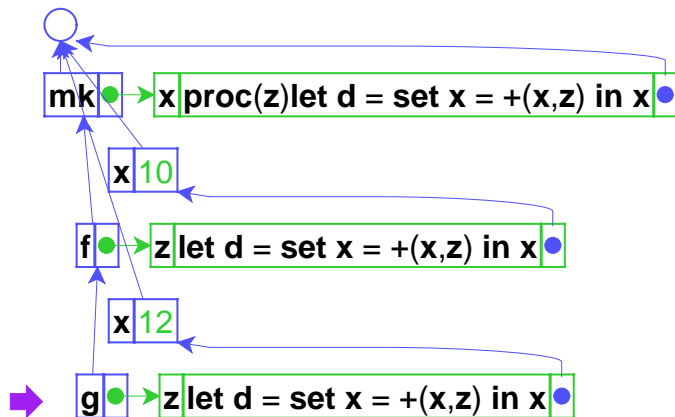 mk x proc(z)let d = set x = +(x,z) in x
x 10
f z let d = set x = +(x,z) in x
x 12
g z let d = set x = +(x,z) in x